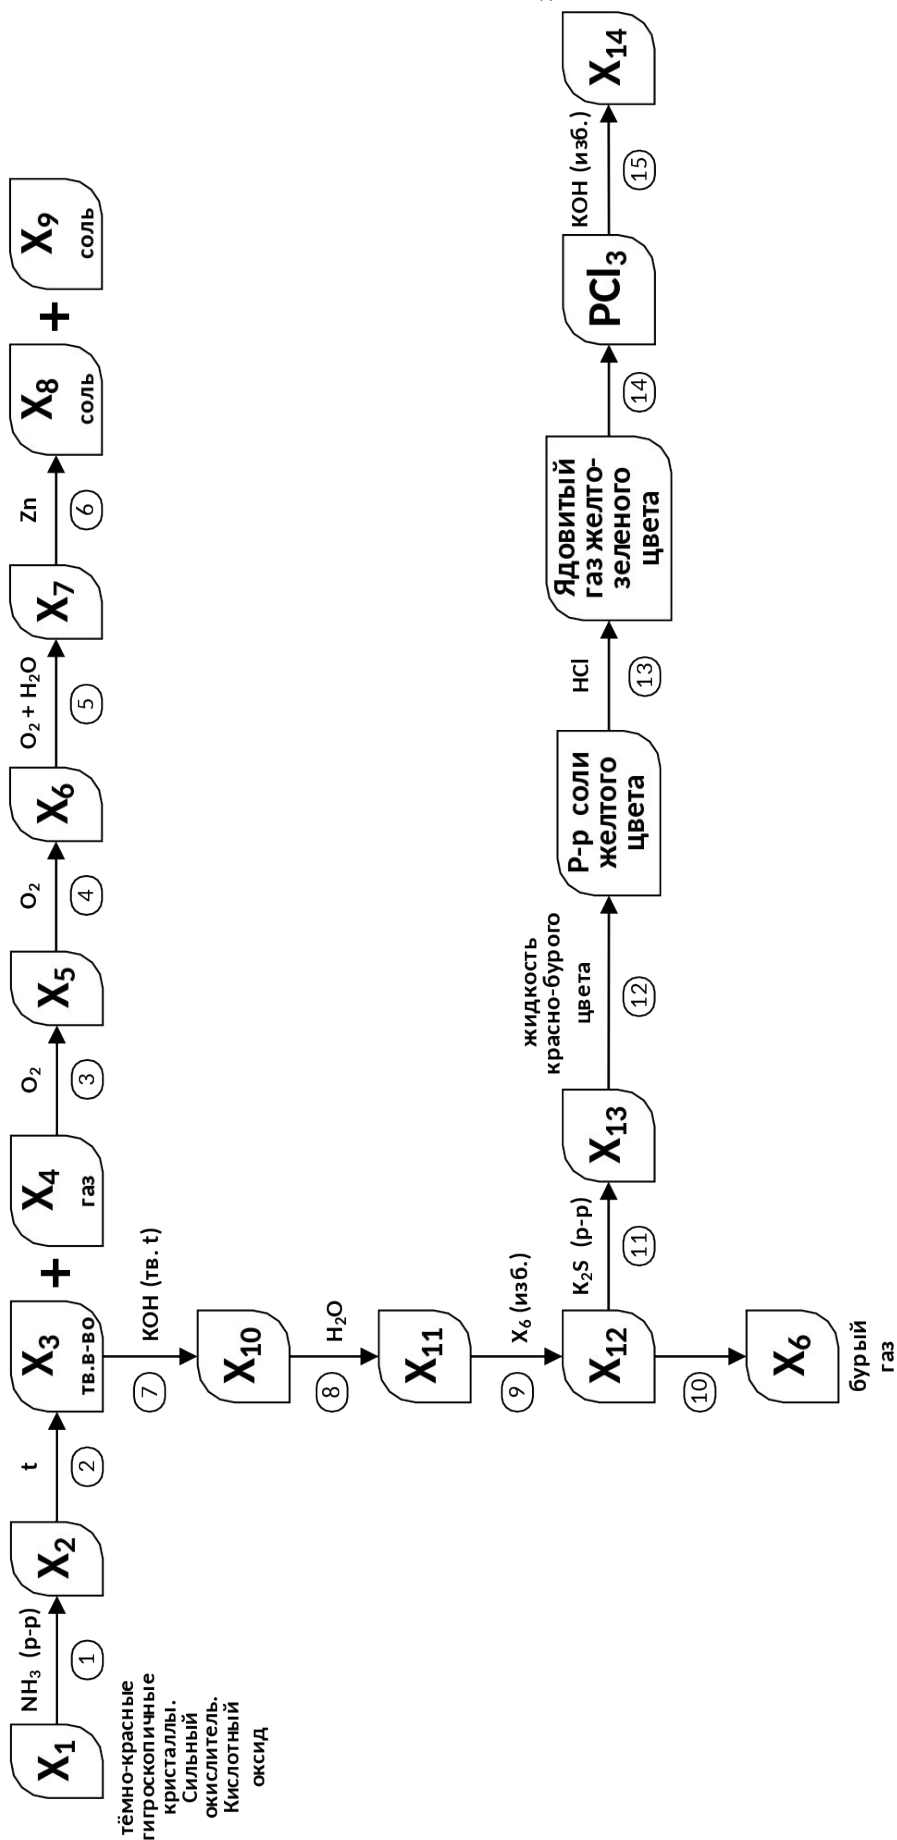 X1
тёмно-красные
гигроскопичные
кристаллы.
Сильный
окислитель.
Кислотный
оксид
NH3 (р-р)
1
X2
t
2
X3
тв.в-во
+
X4
газ
O2
3
X5
O2
4
X6
O2 + H2O
5
X7
Zn
6
X8
соль
+
X9
соль
KOH (тв. t)
7
X10
H2O
8
X11
X6 (изб.)
9
X12
10
X6
бурый
газ
K2S (р-р)
11
X13
жидкость
красно-бурого
цвета
12
Р-р соли
желтого
цвета
HCl
13
Ядовитый
газ желто-
зеленого
цвета
14
PCl3
KOH (изб.)
15
X14